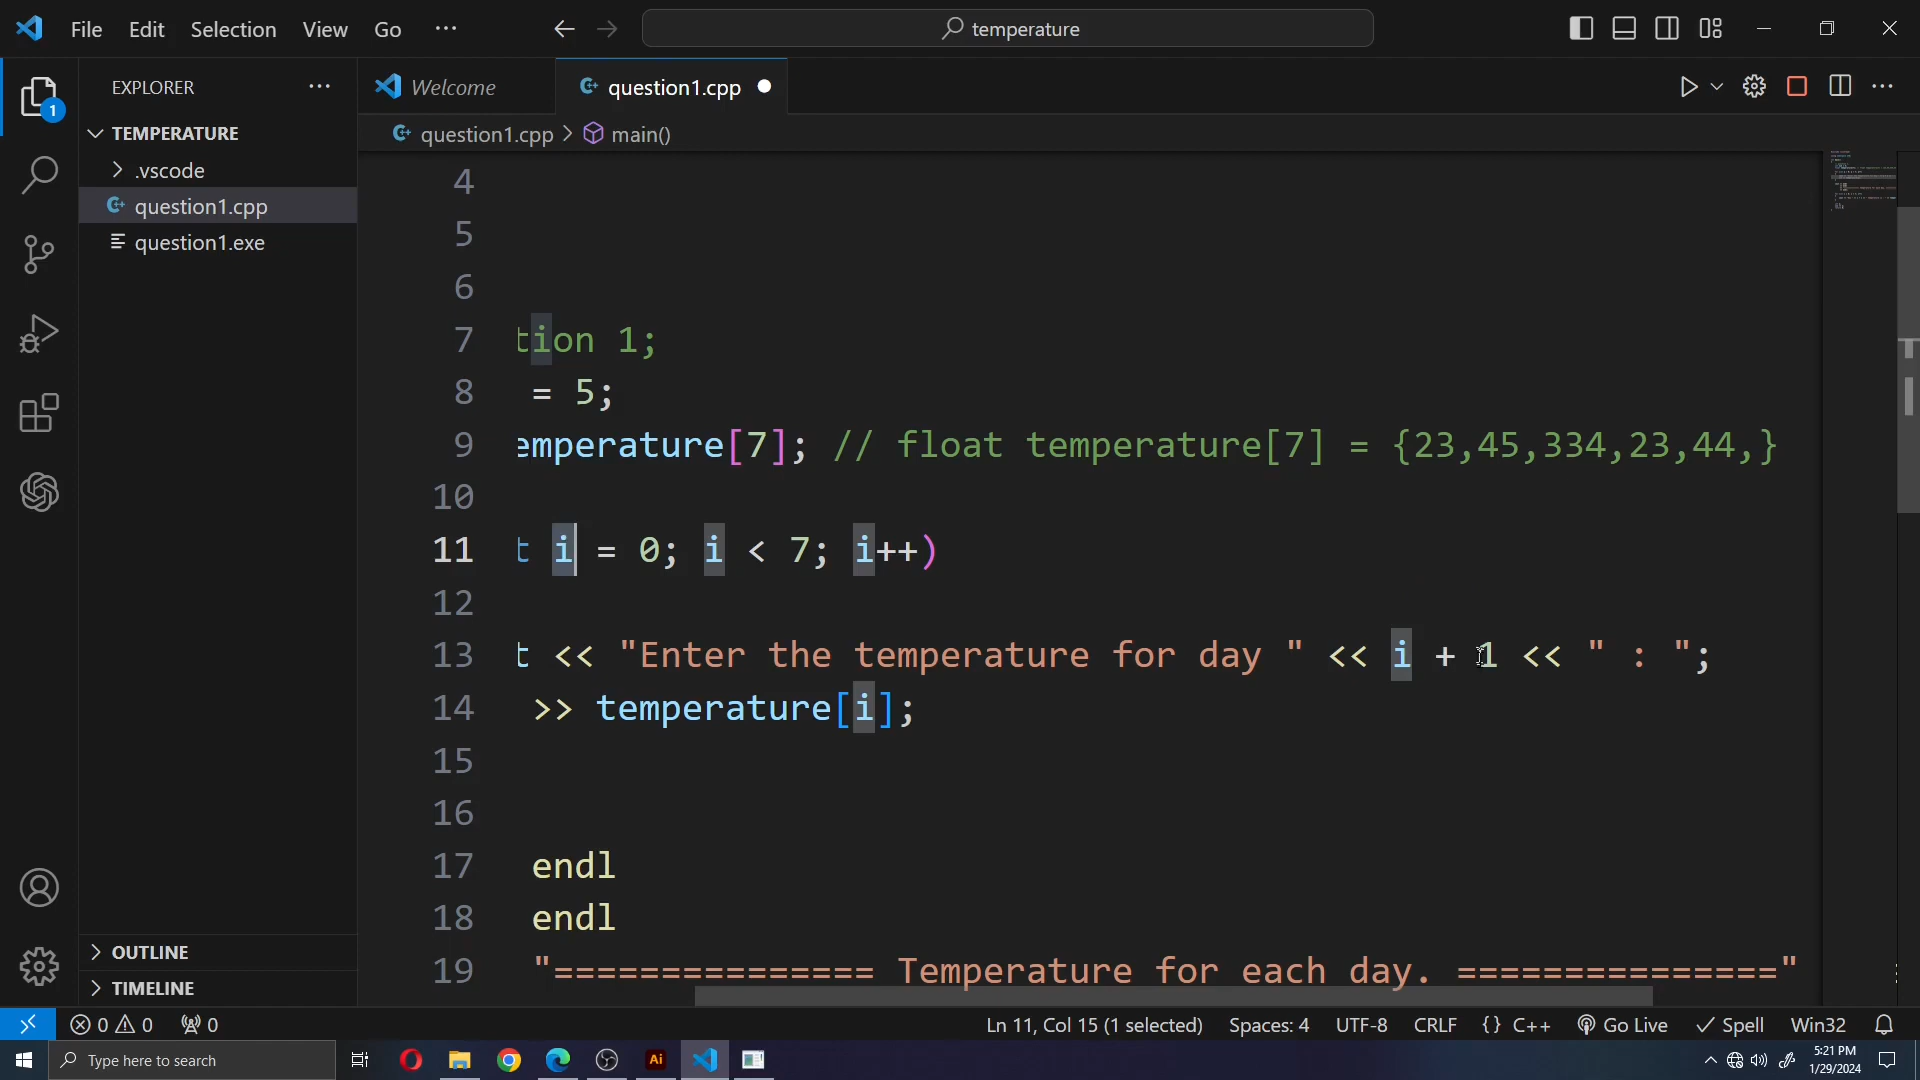 File Edit Selection View Go ··· temperature
EXPLORER ···
Welcome question1.cpp
TEMPERATURE
question1.cpp > main()
.vscode
question1.cpp
question1.exe
1
4
5
6
7 tion 1;
8 = 5;
9 emperature[7]; // float temperature[7] = {23,45,334,23,44,}
10
11 t i = 0; i < 7; i++)
12
13 t << "Enter the temperature for day " << i + 1 << " : ";
14 >> temperature[i];
15
16
17 endl
18 endl
19 "=============== Temperature for each day. ==============="
OUTLINE
TIMELINE
0 0 0 Ln 11, Col 15 (1 selected) Spaces: 4 UTF-8 CRLF {} C++ Go Live Spell Win32
Type here to search Ai 5:21 PM
1/29/2024